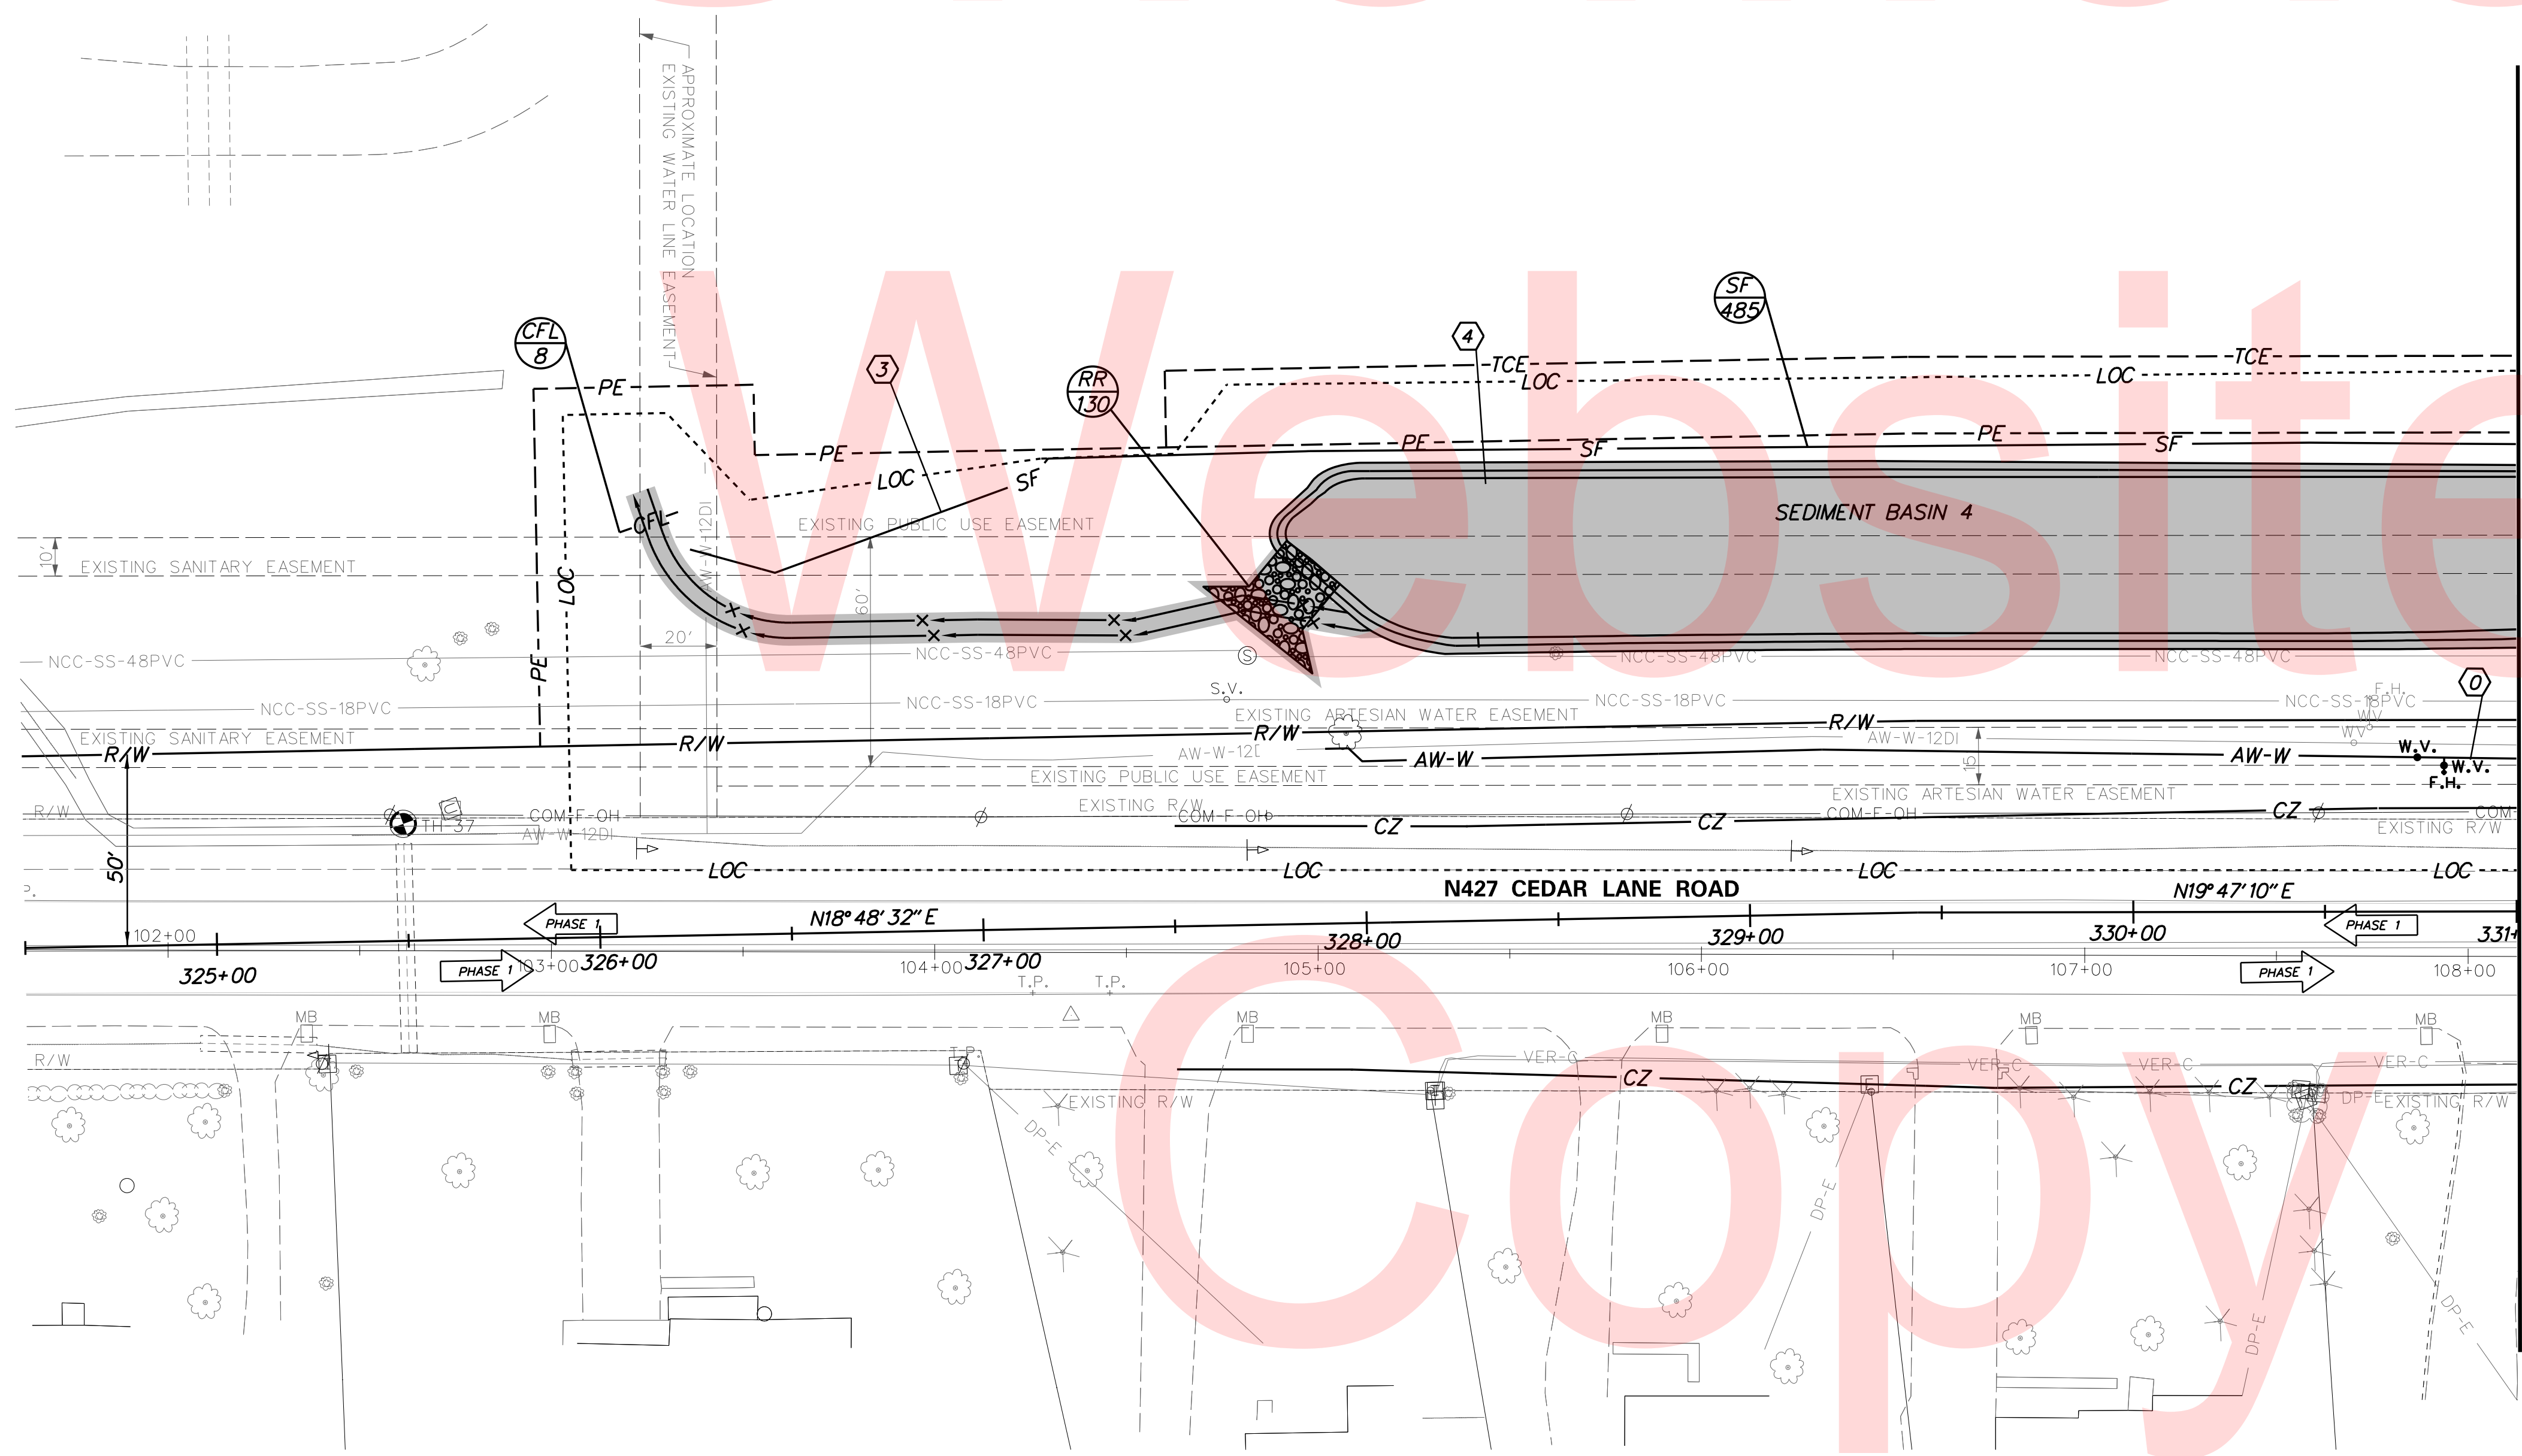 APPROXIMATE LOCATION
EXISTING WATER LINE EASEMENT
Website
Copy
CFL
8
3
RR
130
4
SF
485
PE
TCE
TCE
LOC
LOC
PE
PE
PE
SF
SF
LOC
SF
CFL
AW-W-12DI
EXISTING PUBLIC USE EASEMENT
SEDIMENT BASIN 4
10'
EXISTING SANITARY EASEMENT
LOC
60'
20'
PE
NCC-SS-48PVC
NCC-SS-48PVC
S
NCC-SS-48PVC
NCC-SS-48PVC
S.V.
F.H.
0
NCC-SS-18PVC
NCC-SS-18PVC
NCC-SS-18PVC
NCC-SS-18PVC
EXISTING ARTESIAN WATER EASEMENT
WV
WV
EXISTING SANITARY EASEMENT
R/W
R/W
R/W
R/W
AW-W-12DI
AW-W-12D
AW-W
AW-W
W.V.
W.V.
F.H.
15'
EXISTING PUBLIC USE EASEMENT
EXISTING ARTESIAN WATER EASEMENT
R/W
EXISTING R/W
COM-F-OH
COM-F-OH
COM-F-OH
COM-
TH-37
AW-W-12DI
CZ
CZ
CZ
EXISTING R/W
50'
LOC
LOC
LOC
LOC
P.
N427 CEDAR LANE ROAD
N19°47'10"E
N18°48'32"E
PHASE 1
PHASE 1
102+00
325+00
PHASE 1
103+00
326+00
104+00
327+00
105+00
328+00
106+00
329+00
107+00
330+00
PHASE 1
108+00
331+
T.P.
T.P.
MB
MB
MB
MB
MB
MB
R/W
T.P.
VER-C
VER-C
VER-C
VER-C
CZ
CZ
EXISTING R/W
DP-E
EXISTING R/W
DP-E
DP-E
DP-E
DP-E